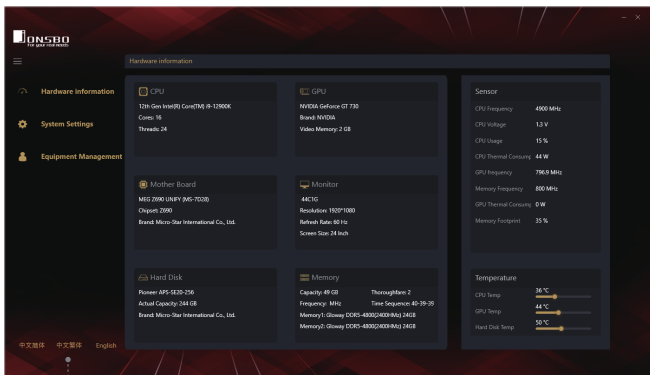 JONSBO
For your real needs
Hardware information
Hardware information
System Settings
Equipment Management
CPU
12th Gen Intel(R) Core(TM) i9-12900K
Cores: 16
Threads: 24
GPU
NVIDIA GeForce GT 730
Brand: NVIDIA
Video Memory: 2 GB
Mother Board
MEG Z690 UNIFY (MS-7D28)
Chipset: Z690
Brand: Micro-Star International Co., Ltd.
Monitor
44C1G
Resolution: 1920*1080
Refresh Rate: 60 Hz
Screen Size: 24 Inch
Hard Disk
Pioneer APS-SE20-256
Actual Capacity: 244 GB
Brand: Micro-Star International Co., Ltd.
Memory
Capacity: 49 GB Thoroughfare: 2
Frequency: MHz Time Sequence: 40-39-39
Memory1: Gloway DDR5-4800(2400HMz) 24GB
Memory2: Gloway DDR5-4800(2400HMz) 24GB
Sensor
CPU Frequency 4900 MHz
CPU Voltage 1.3 V
CPU Usage 15 %
CPU Thermal Consump 44 W
GPU frequency 796.9 MHz
Memory Frequency 800 MHz
GPU Thermal Consump 0 W
Memory Footprint 35 %
Temperature
CPU Temp 36 °C
GPU Temp 44 °C
Hard Disk Temp 50 °C
中文简体 中文繁体 English